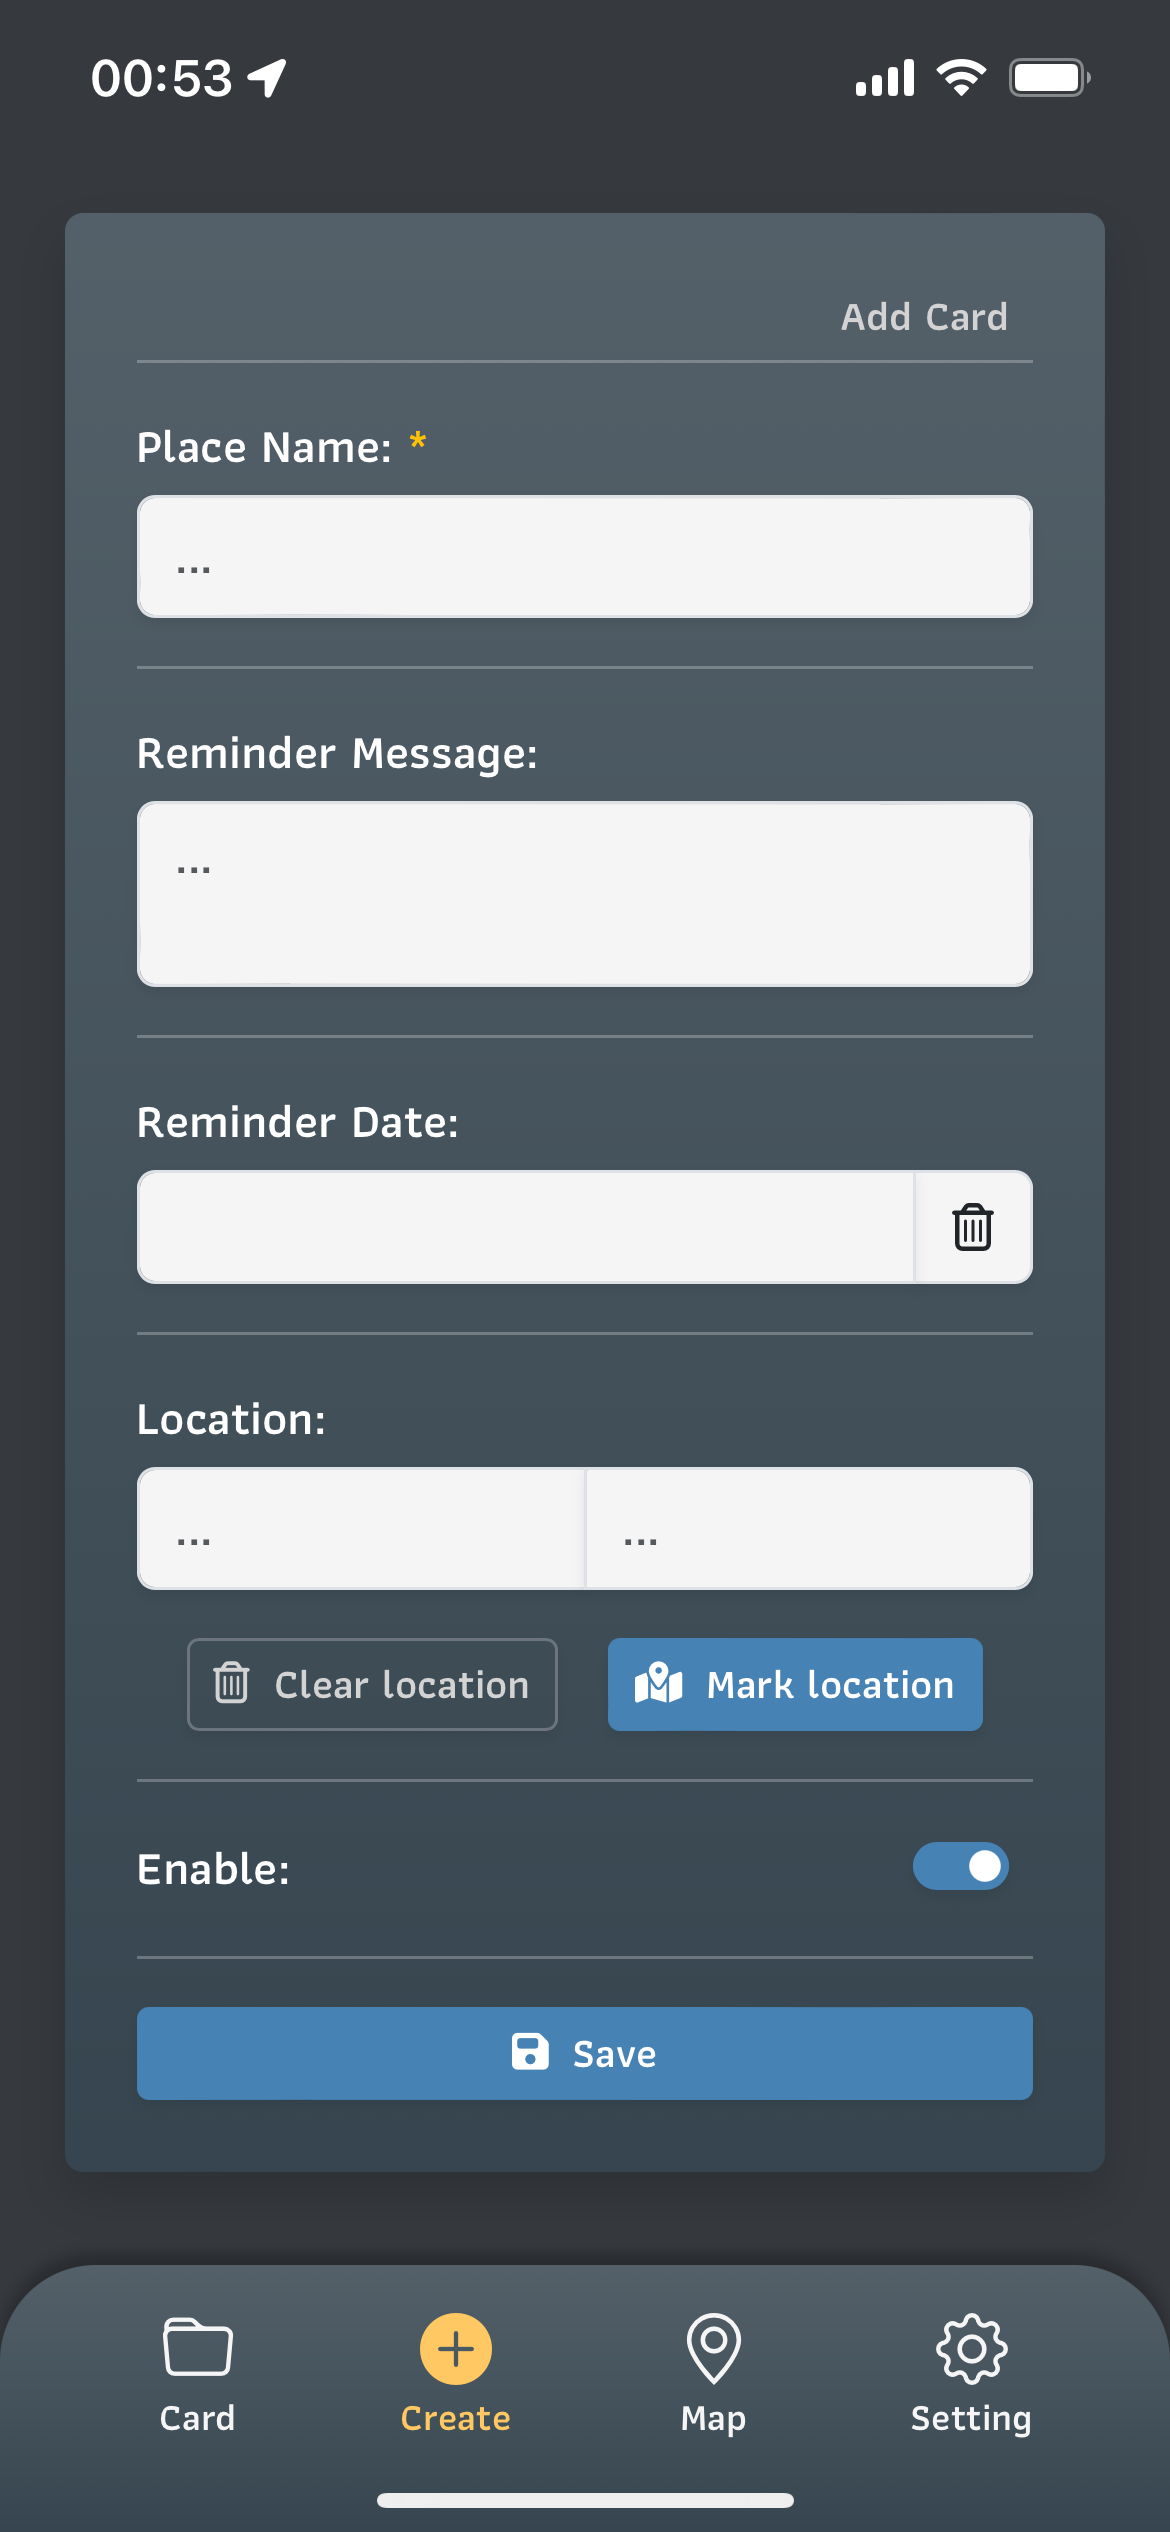 00:53
Add Card
Place Name: *
...
Reminder Message:
...
Reminder Date:
Location:
... ...
Clear location Mark location
Enable:
Save
Card Create Map Setting